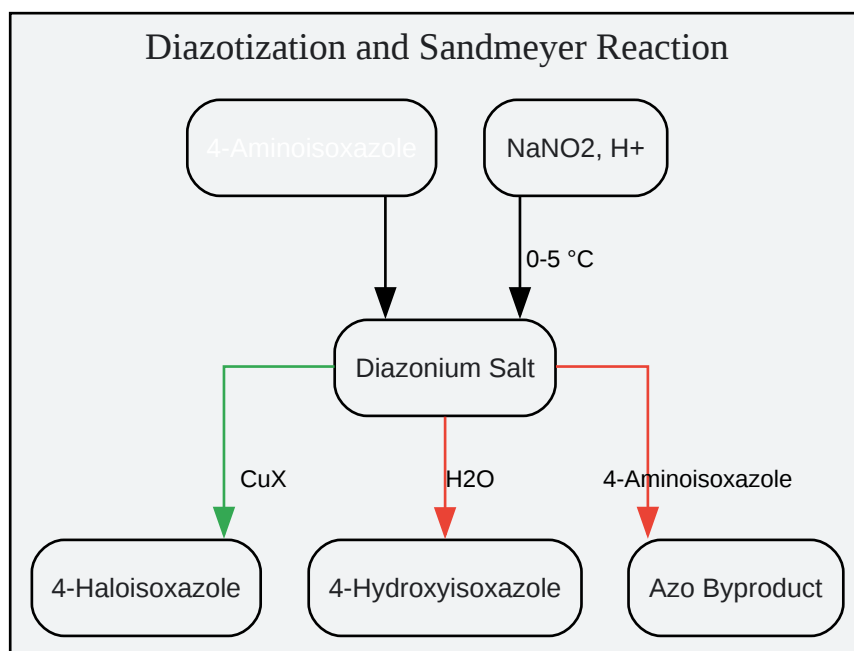 Diazotization and Sandmeyer Reaction
4-Aminoisoxazole
NaNO2, H+
0-5 °C
Diazonium Salt
CuX
H2O
4-Aminoisoxazole
4-Haloisoxazole
4-Hydroxyisoxazole
Azo Byproduct